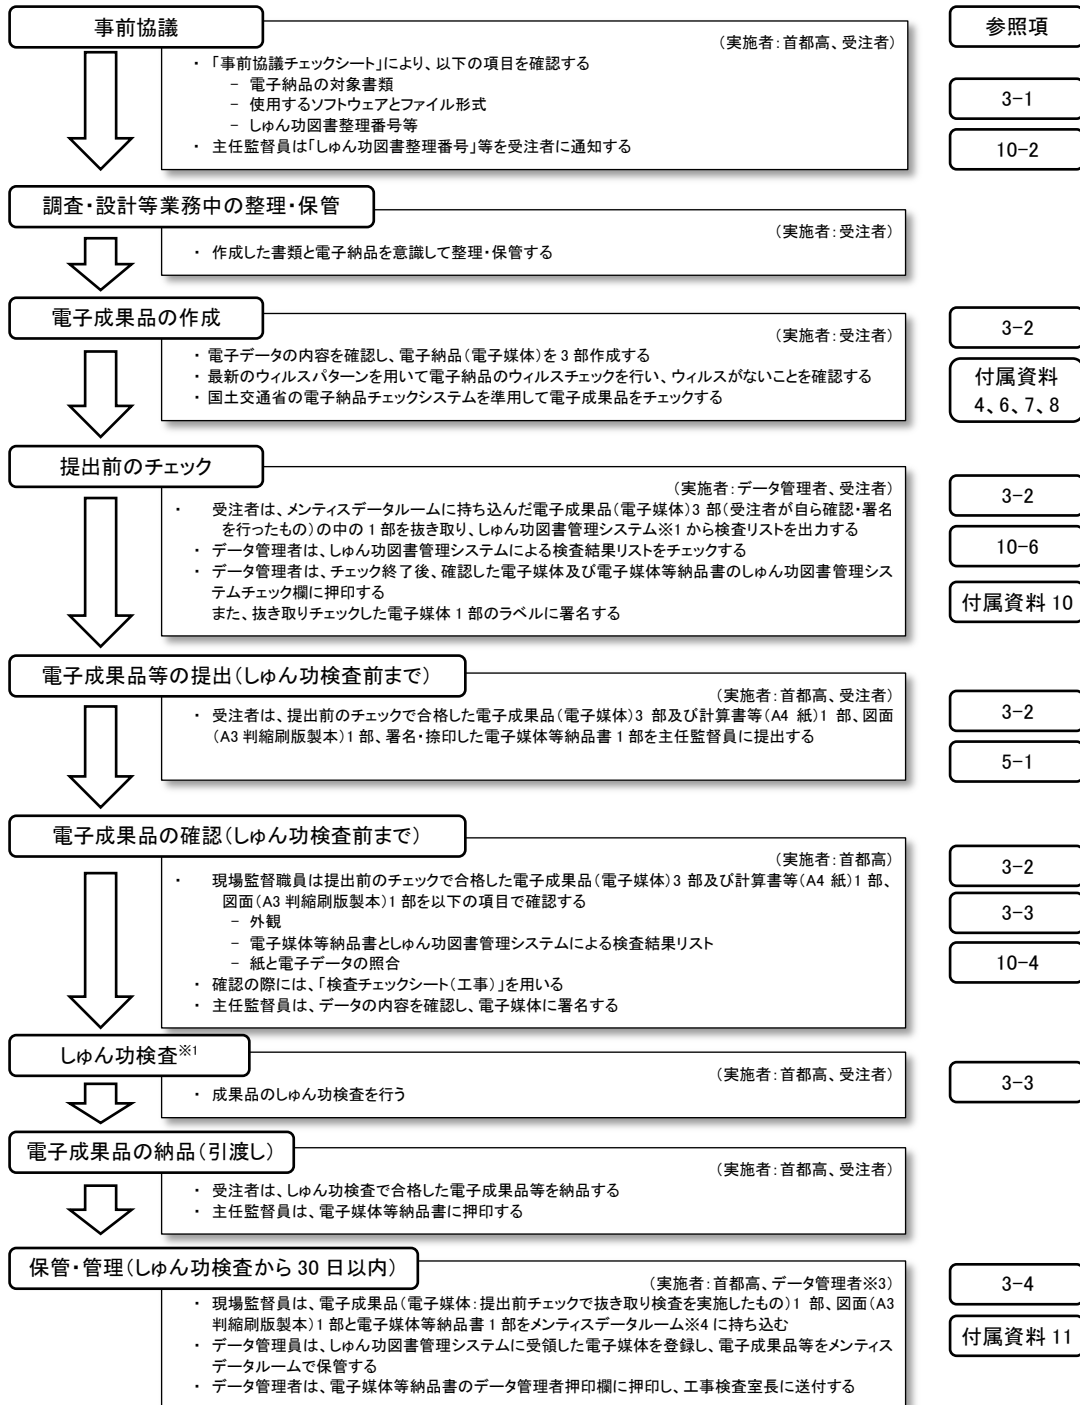 事前協議
参照項
(実施者：首都高、受注者)
・ 「事前協議チェックシート」により、以下の項目を確認する
－ 電子納品の対象書類
－ 使用するソフトウェアとファイル形式
－ しゅん功図書整理番号等
・ 主任監督員は「しゅん功図書整理番号」等を受注者に通知する
3-1
10-2
調査・設計等業務中の整理・保管
(実施者：受注者)
・ 作成した書類と電子納品を意識して整理・保管する
電子成果品の作成
(実施者：受注者)
・ 電子データの内容を確認し、電子納品(電子媒体)を 3 部作成する
・ 最新のウィルスパターンを用いて電子納品のウィルスチェックを行い、ウィルスがないことを確認する
・ 国土交通省の電子納品チェックシステムを準用して電子成果品をチェックする
3-2
付属資料
4、6、7、8
提出前のチェック
(実施者：データ管理者、受注者)
・ 受注者は、メンティスデータルームに持ち込んだ電子成果品(電子媒体)3 部(受注者が自ら確認・署名
を行ったもの)の中の 1 部を抜き取り、しゅん功図書管理システム※1 から検査リストを出力する
・ データ管理者は、しゅん功図書管理システムによる検査結果リストをチェックする
・ データ管理者は、チェック終了後、確認した電子媒体及び電子媒体等納品書のしゅん功図書管理シス
テムチェック欄に押印する
また、抜き取りチェックした電子媒体 1 部のラベルに署名する
3-2
10-6
付属資料 10
電子成果品等の提出(しゅん功検査前まで)
(実施者：首都高、受注者)
・ 受注者は、提出前のチェックで合格した電子成果品(電子媒体)3 部及び計算書等(A4 紙)1 部、図面
(A3 判縮刷版製本)1 部、署名・捺印した電子媒体等納品書 1 部を主任監督員に提出する
3-2
5-1
電子成果品の確認(しゅん功検査前まで)
(実施者：首都高)
・ 現場監督職員は提出前のチェックで合格した電子成果品(電子媒体)3 部及び計算書等(A4 紙)1 部、
図面(A3 判縮刷版製本)1 部を以下の項目で確認する
－ 外観
－ 電子媒体等納品書としゅん功図書管理システムによる検査結果リスト
－ 紙と電子データの照合
・ 確認の際には、「検査チェックシート(工事)」を用いる
・ 主任監督員は、データの内容を確認し、電子媒体に署名する
3-2
3-3
10-4
しゅん功検査※1
(実施者：首都高、受注者)
・ 成果品のしゅん功検査を行う
3-3
電子成果品の納品(引渡し)
(実施者：首都高、受注者)
・ 受注者は、しゅん功検査で合格した電子成果品等を納品する
・ 主任監督員は、電子媒体等納品書に押印する
保管・管理(しゅん功検査から 30 日以内)
(実施者：首都高、データ管理者※3)
・ 現場監督員は、電子成果品(電子媒体：提出前チェックで抜き取り検査を実施したもの)1 部、図面(A3
判縮刷版製本)1 部と電子媒体等納品書 1 部をメンティスデータルーム※4 に持ち込む
・ データ管理員は、しゅん功図書管理システムに受領した電子媒体を登録し、電子成果品等をメンティス
データルームで保管する
・ データ管理者は、電子媒体等納品書のデータ管理者押印欄に押印し、工事検査室長に送付する
3-4
付属資料 11